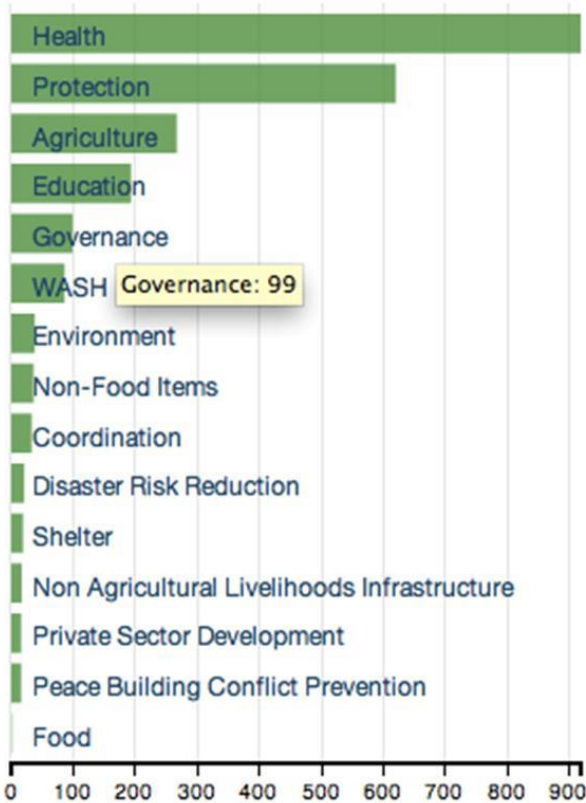 Health
Protection
Agriculture
Education
Governance
WASH
Governance: 99
Environment
Non-Food Items
Coordination
Disaster Risk Reduction
Shelter
Non Agricultural Livelihoods Infrastructure
Private Sector Development
Peace Building Conflict Prevention
Food
0 100 200 300 400 500 600 700 800 900